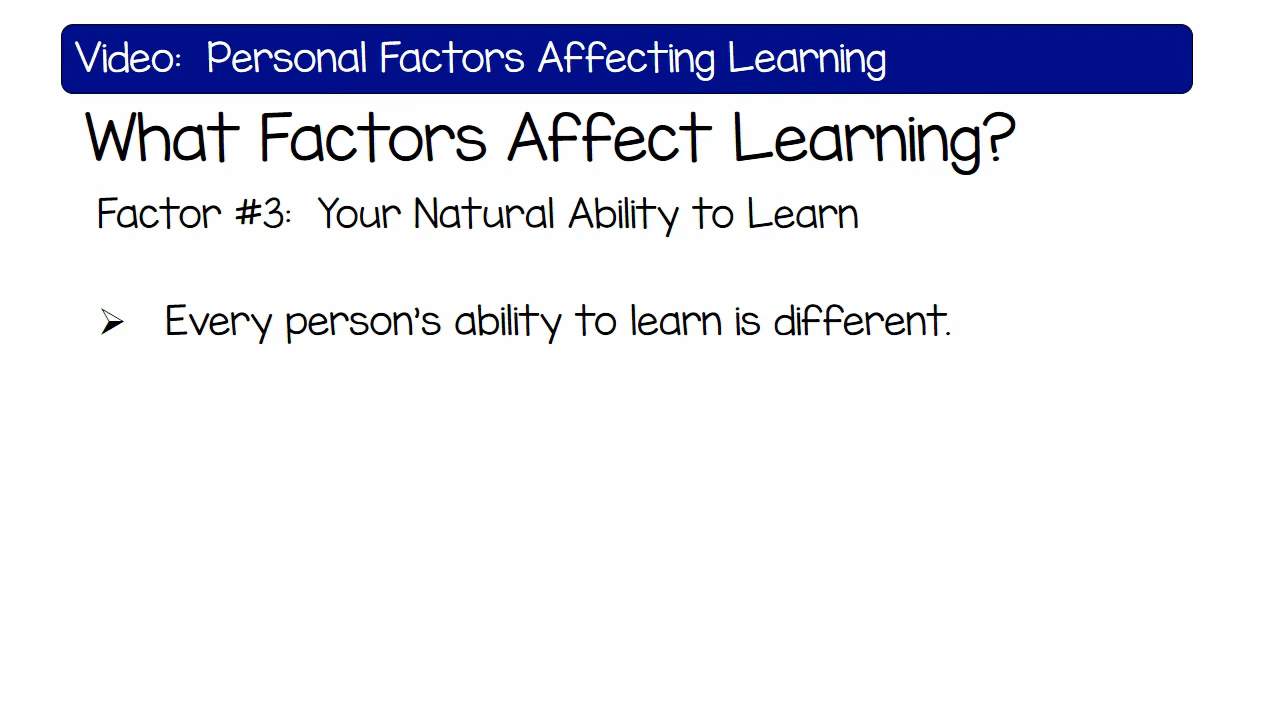 Video: Personal Factors Affecting Learning
What Factors Affect Learning?
Factor #3: Your Natural Ability to Learn
➢ Every person's ability to learn is different.